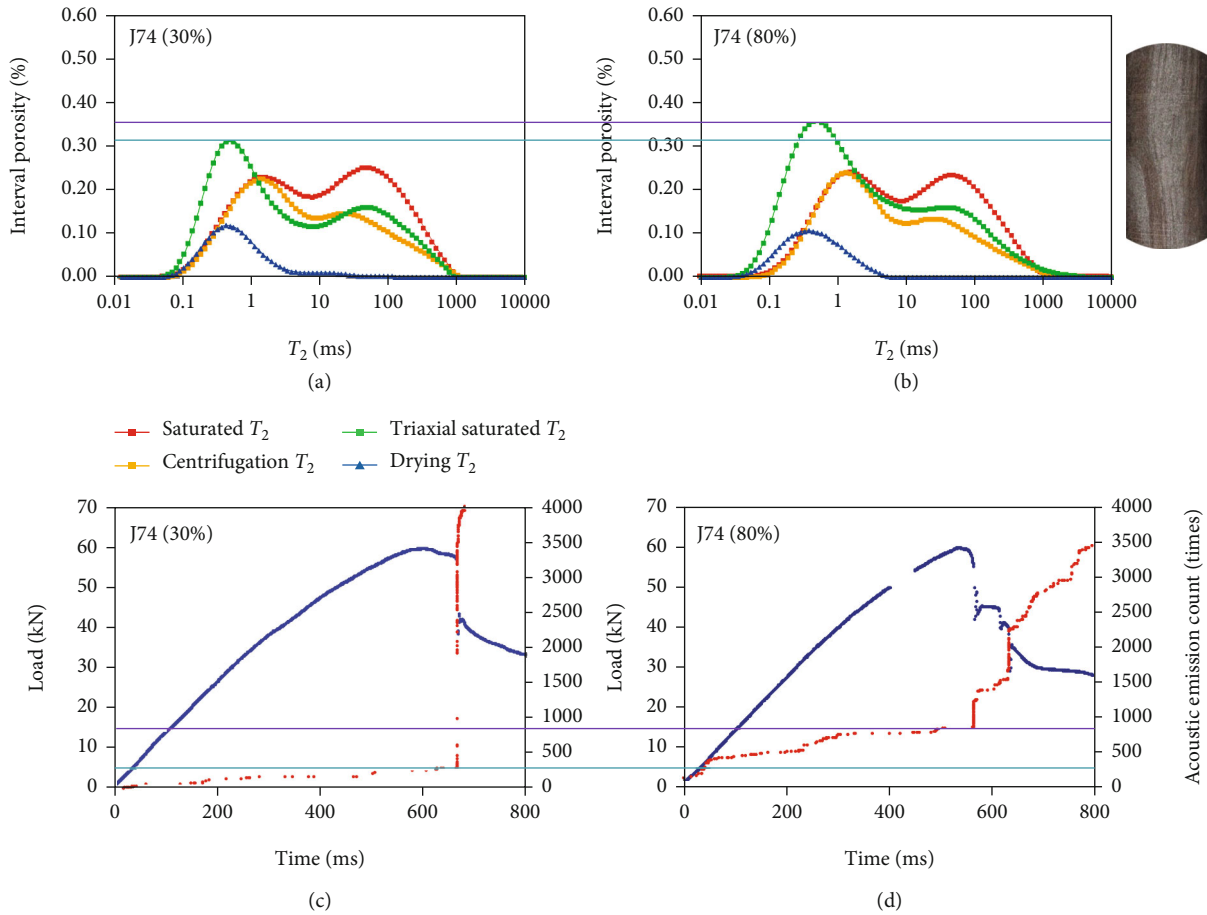 0.60
0.50
0.40
0.30
0.20
0.10
0.00
Interval porosity (%)
J74 (30%)
0.01 0.1 1 10 100 1000 10000
T2 (ms)
(a)
0.60
0.50
0.40
0.30
0.20
0.10
0.00
Interval porosity (%)
J74 (80%)
0.01 0.1 1 10 100 1000 10000
T2 (ms)
(b)
Saturated T2
Triaxial saturated T2
Centrifugation T2
Drying T2
70
60
50
40
30
20
10
0
Load (kN)
J74 (30%)
4000
3500
3000
2500
2000
1500
1000
500
0
0 200 400 600 800
Time (ms)
(c)
70
60
50
40
30
20
10
0
Load (kN)
J74 (80%)
4000
3500
3000
2500
2000
1500
1000
500
0
Acoustic emission count (times)
0 200 400 600 800
Time (ms)
(d)